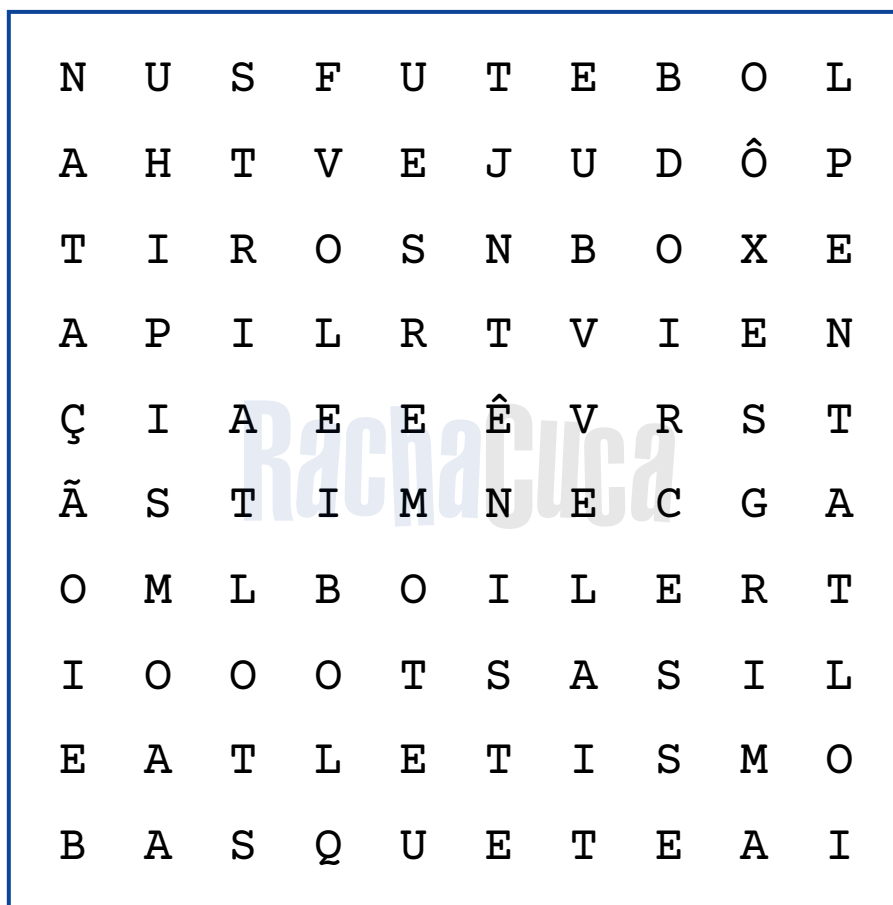 N U S F U T E B O L
A H T V E J U D Ô P
T I R O S N B O X E
A P I L R T V I E N
Ç I A E E Ê V R S T
Ã S T I M N E C G A
O M L B O I L E R T
I O O O T S A S I L
E A T L E T I S M O
B A S Q U E T E A I
RachaCuca